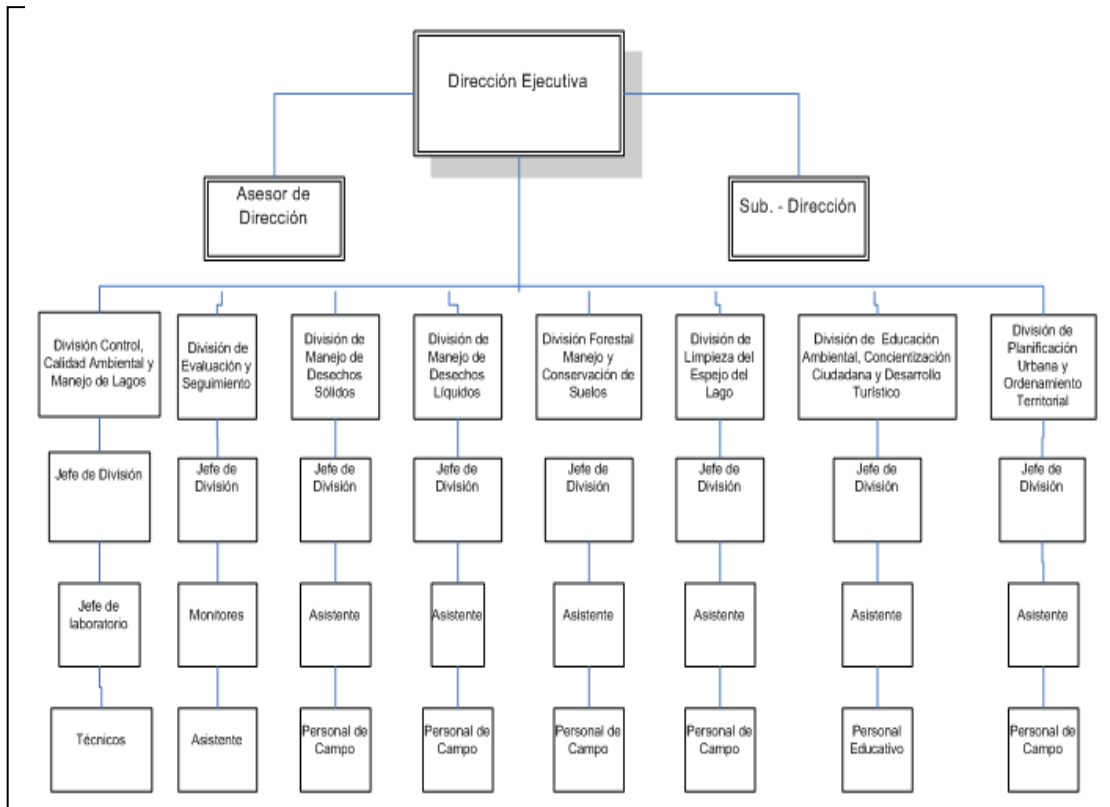 Dirección Ejecutiva
Asesor de
Dirección
Sub. - Dirección
División Control,
Calidad Ambiental y
Manejo de Lagos
División de
Evaluación y
Seguimiento
División de
Manejo de
Desechos
Sólidos
División de
Manejo de
Desechos
Líquidos
División Forestal
Manejo y
Conservación de
Suelos
División de
Limpieza del
Espejo del
Lago
División de Educación
Ambiental, Concientización
Ciudadana y Desarrollo
Turístico
División de
Planificación
Urbana y
Ordenamiento
Territorial
Jefe de División
Jefe de
División
Jefe de
División
Jefe de
División
Jefe de
División
Jefe de
División
Jefe de
División
Jefe de
División
Jefe de
laboratorio
Monitores
Asistente
Asistente
Asistente
Asistente
Asistente
Asistente
Técnicos
Asistente
Personal de
Campo
Personal de
Campo
Personal de
Campo
Personal de
Campo
Personal
Educativo
Personal de
Campo